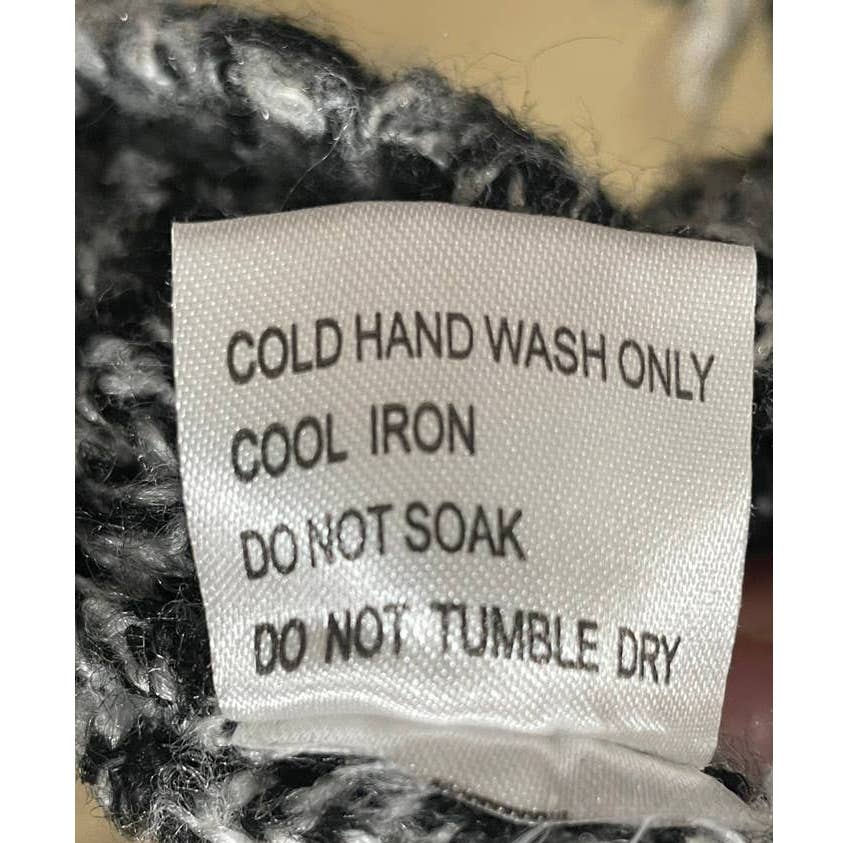 COLD HAND WASH ONLY
COOL IRON
DO NOT SOAK
DO NOT TUMBLE DRY